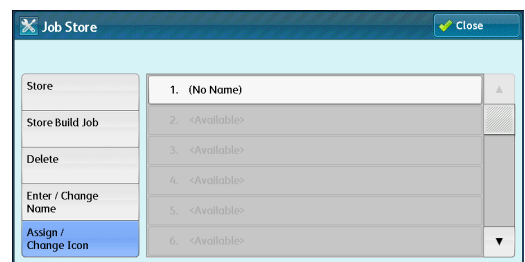 Job Store
Close
Store
Store Build Job
Delete
Enter / Change
Name
Assign /
Change Icon
1. (No Name)
2. <Available>
3. <Available>
4. <Available>
5. <Available>
6. <Available>